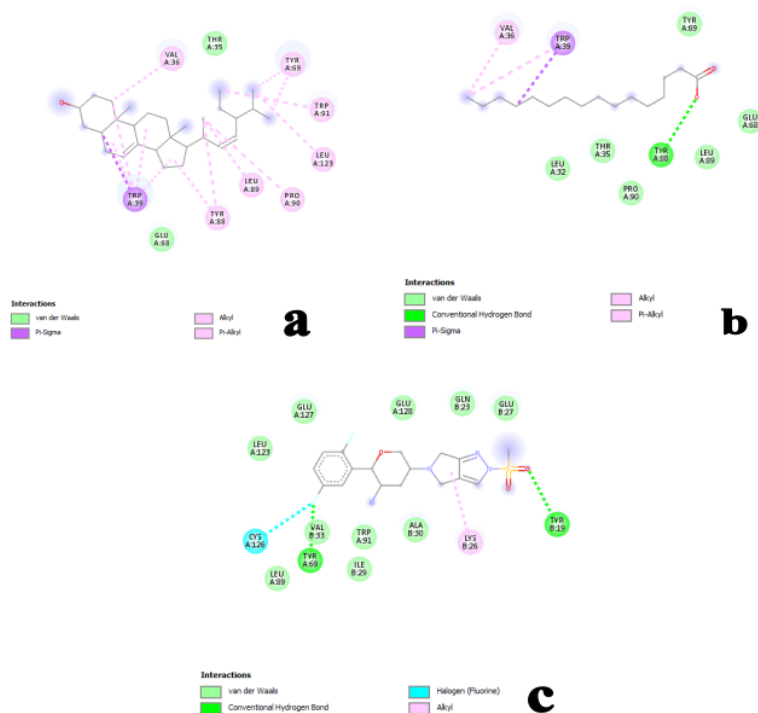 VAL
A:36
THR
A:35
TYR
A:69
TRP
A:91
LEU
A:123
PRO
A:90
LEU
A:89
TYR
A:88
TRP
A:39
GLU
A:68
Interactions
van der Waals
Pi-Sigma
Alkyl
Pi-Alkyl
a
VAL
A:36
TRP
A:39
TYR
A:69
GLU
A:68
LEU
A:89
TYR
A:88
THR
A:35
LEU
A:32
PRO
A:90
Interactions
van der Waals
Conventional Hydrogen Bond
Pi-Sigma
Alkyl
Pi-Alkyl
b
GLU
A:127
GLU
A:128
GLN
B:23
GLU
B:27
LEU
A:123
CYS
A:126
VAL
B:33
TYR
A:69
TRP
A:91
ALA
B:30
LYS
B:26
TYR
B:19
LEU
A:89
ILE
B:29
Interactions
van der Waals
Conventional Hydrogen Bond
Halogen (Fluorine)
Alkyl
c